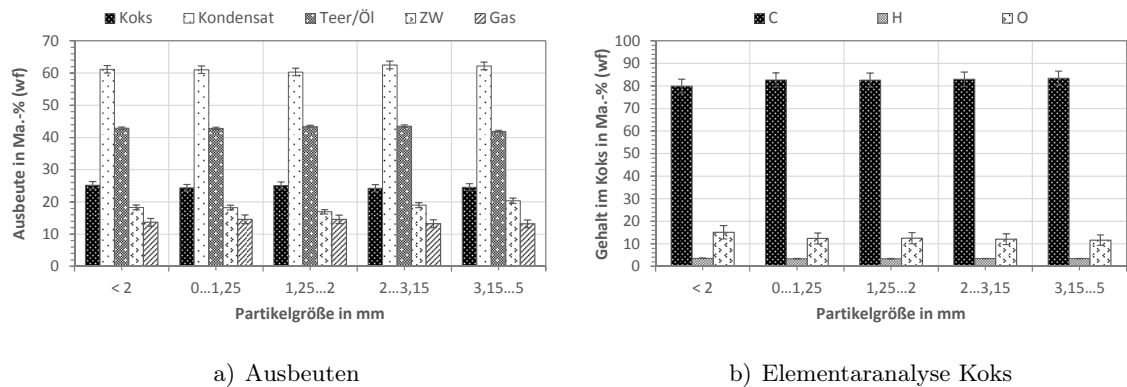 Koks Kondensat Teer/Öl ZW Gas
Ausbeute in Ma.-% (wf)
70
60
50
40
30
20
10
0
< 2 0...1,25 1,25...2 2...3,15 3,15...5
Partikelgröße in mm
a) Ausbeuten
C H O
Gehalt im Koks in Ma.-% (wf)
100
90
80
70
60
50
40
30
20
10
0
< 2 0...1,25 1,25...2 2...3,15 3,15...5
Partikelgröße in mm
b) Elementaranalyse Koks